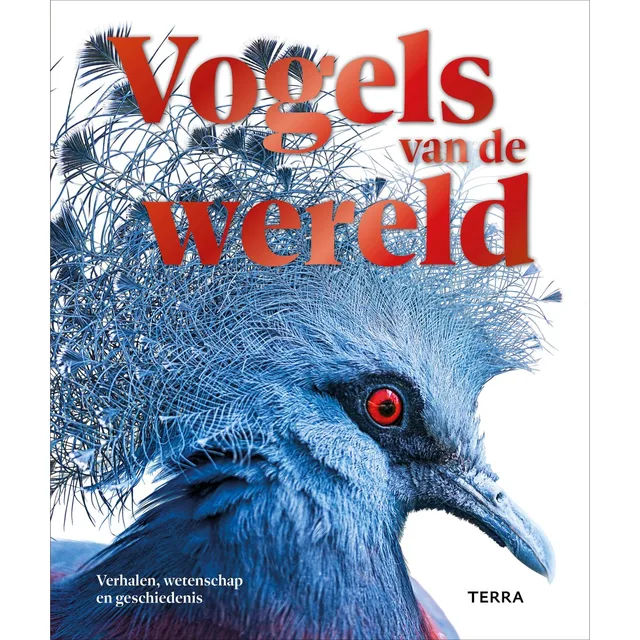 Vogels
van de
wereld
Verhalen, wetenschap
en geschiedenis
TERRA